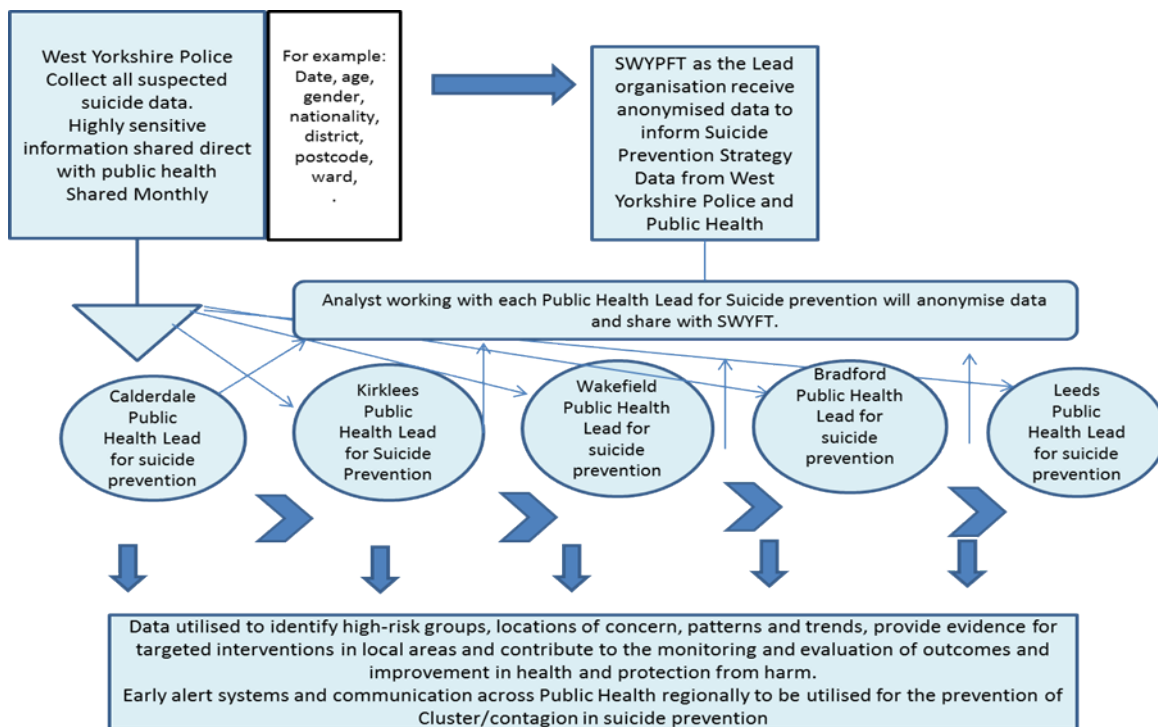 West Yorkshire Police
Collect all suspected
suicide data.
Highly sensitive
information shared direct
with public health
Shared Monthly
For example:
Date, age,
gender,
nationality,
district,
postcode,
ward,
.
SWYPFT as the Lead
organisation receive
anonymised data to
inform Suicide
Prevention Strategy
Data from West
Yorkshire Police and
Public Health
Analyst working with each Public Health Lead for Suicide prevention will anonymise data
and share with SWYFT.
Calderdale
Public
Health Lead
for suicide
prevention
Kirklees
Public
Health Lead
for Suicide
Prevention
Wakefield
Public Health
Lead for
suicide
prevention
Bradford
Public Health
Lead for
suicide
prevention
Leeds
Public
Health Lead
for suicide
prevention
Data utilised to identify high-risk groups, locations of concern, patterns and trends, provide evidence for
targeted interventions in local areas and contribute to the monitoring and evaluation of outcomes and
improvement in health and protection from harm.
Early alert systems and communication across Public Health regionally to be utilised for the prevention of
Cluster/contagion in suicide prevention